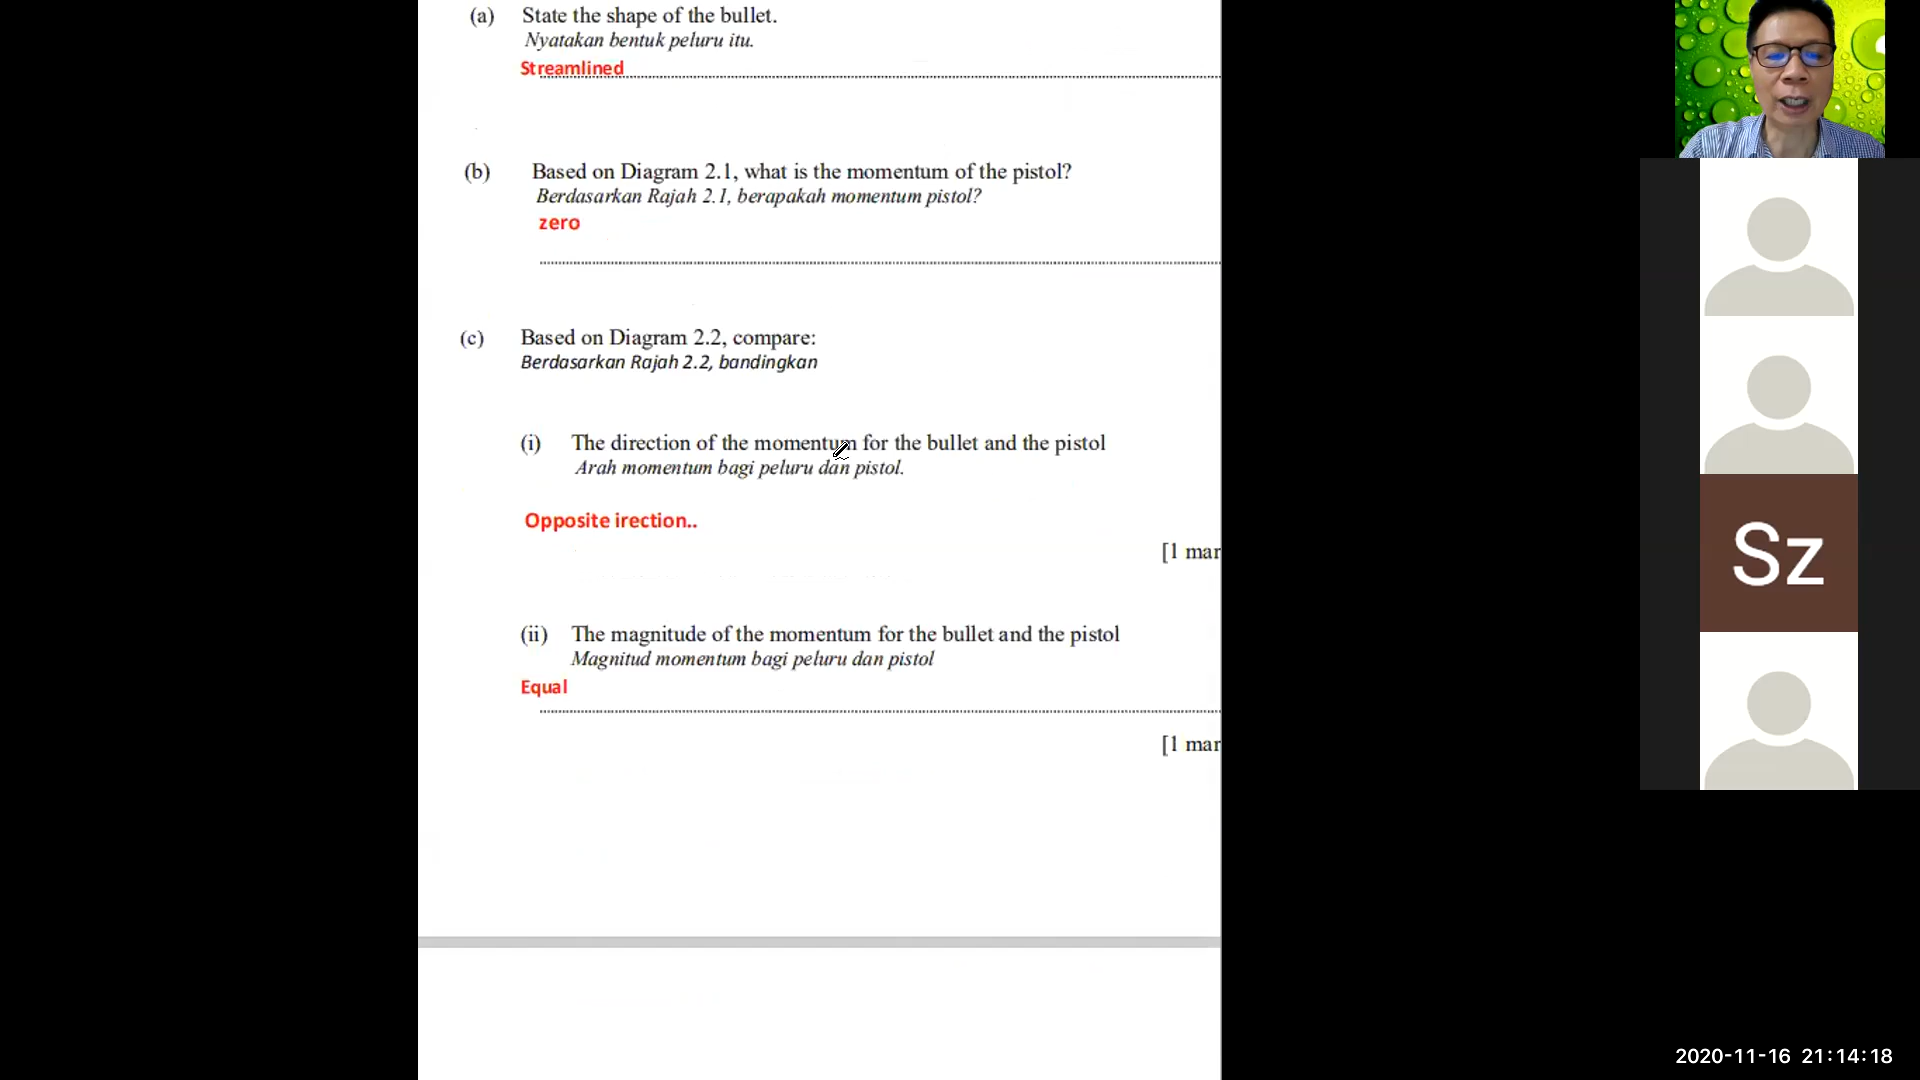 (a) State the shape of the bullet.
Nyatakan bentuk peluru itu.
Streamlined
(b) Based on Diagram 2.1, what is the momentum of the pistol?
Berdasarkan Rajah 2.1, berapakah momentum pistol?
zero
(c) Based on Diagram 2.2, compare:
Berdasarkan Rajah 2.2, bandingkan
(i) The direction of the momentum for the bullet and the pistol
Arah momentum bagi peluru dan pistol.
Opposite irection..
[1 mar
(ii) The magnitude of the momentum for the bullet and the pistol
Magnitud momentum bagi peluru dan pistol
Equal
[1 mar
Sz
2020-11-16 21:14:18